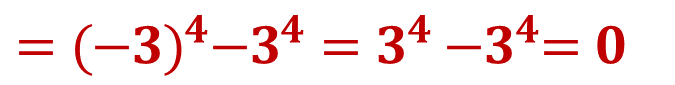 = (−3)⁴−3⁴ = 3⁴ −3⁴= 0